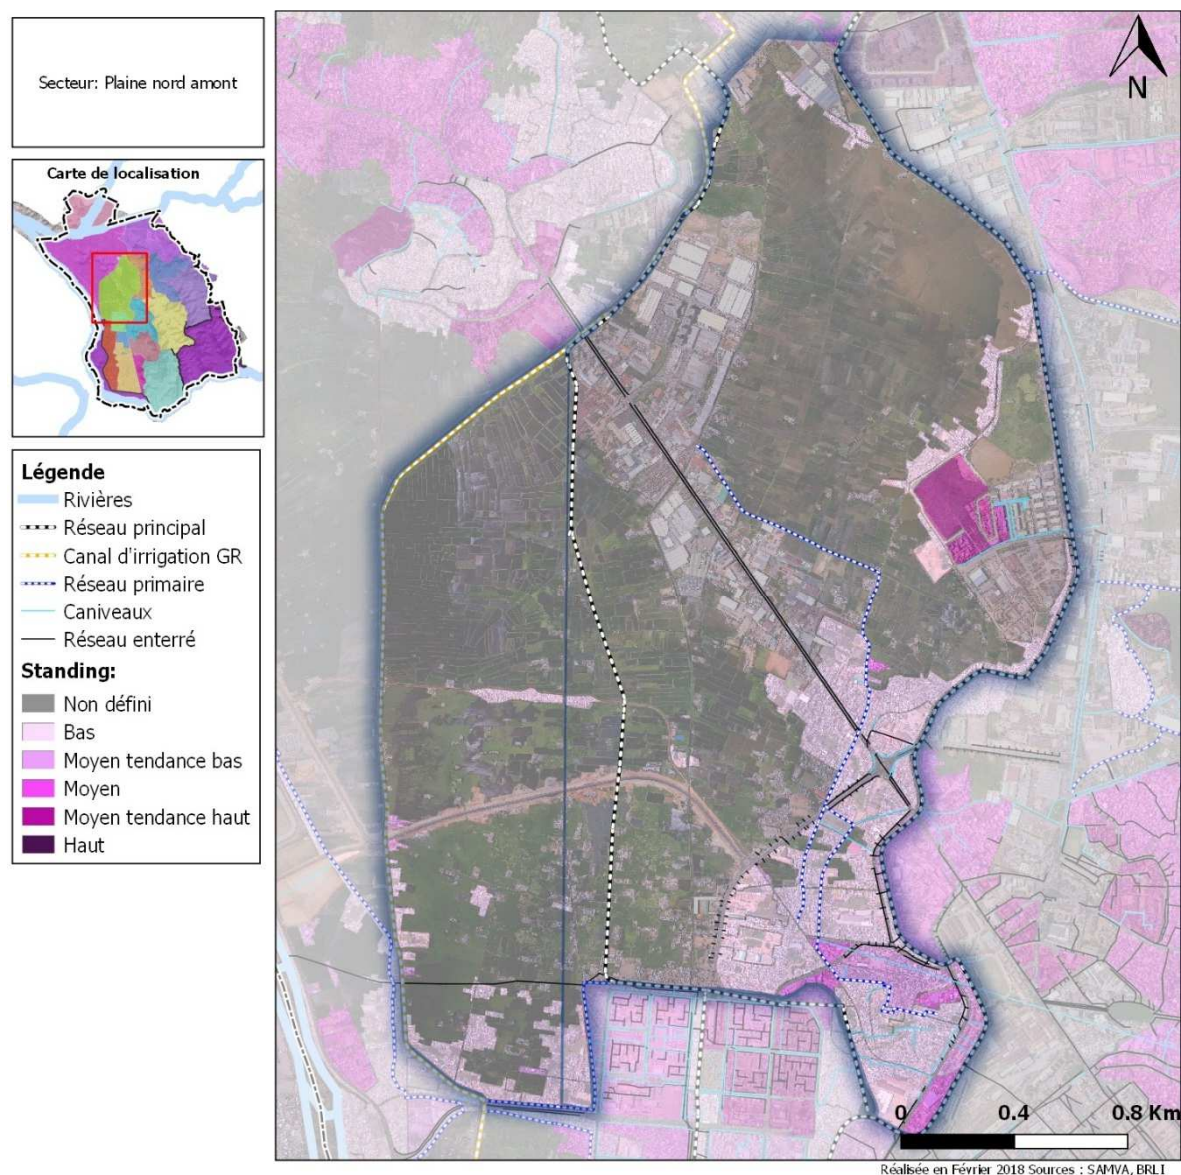 Secteur: Plaine nord amont
Carte de localisation
Légende
Rivières
Réseau principal
Canal d'irrigation GR
Réseau primaire
Caniveaux
Réseau enterré
Standing:
Non défini
Bas
Moyen tendance bas
Moyen
Moyen tendance haut
Haut
N
0 0.4 0.8 Km
Réalisée en Février 2018 Sources : SAMVA, BRLI